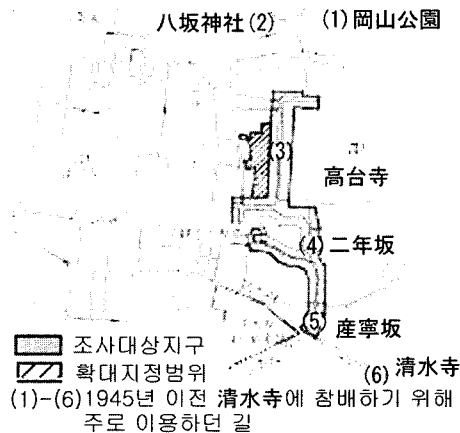 八坂神社(2) (1)岡山公園
(3)
高台寺
(4)二年坂
(5) 産寧坂
(6) 清水寺
조사대상지구
확대지정범위
(1)-(6)1945년 이전 清水寺에 참배하기 위해
주로 이용하던 길